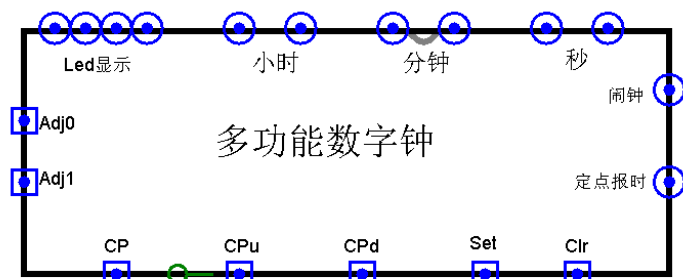 Led显示
小时
分钟
秒
闹钟
Adj0
多功能数字钟
Adj1
定点报时
CP
CPu
CPd
Set
Clr